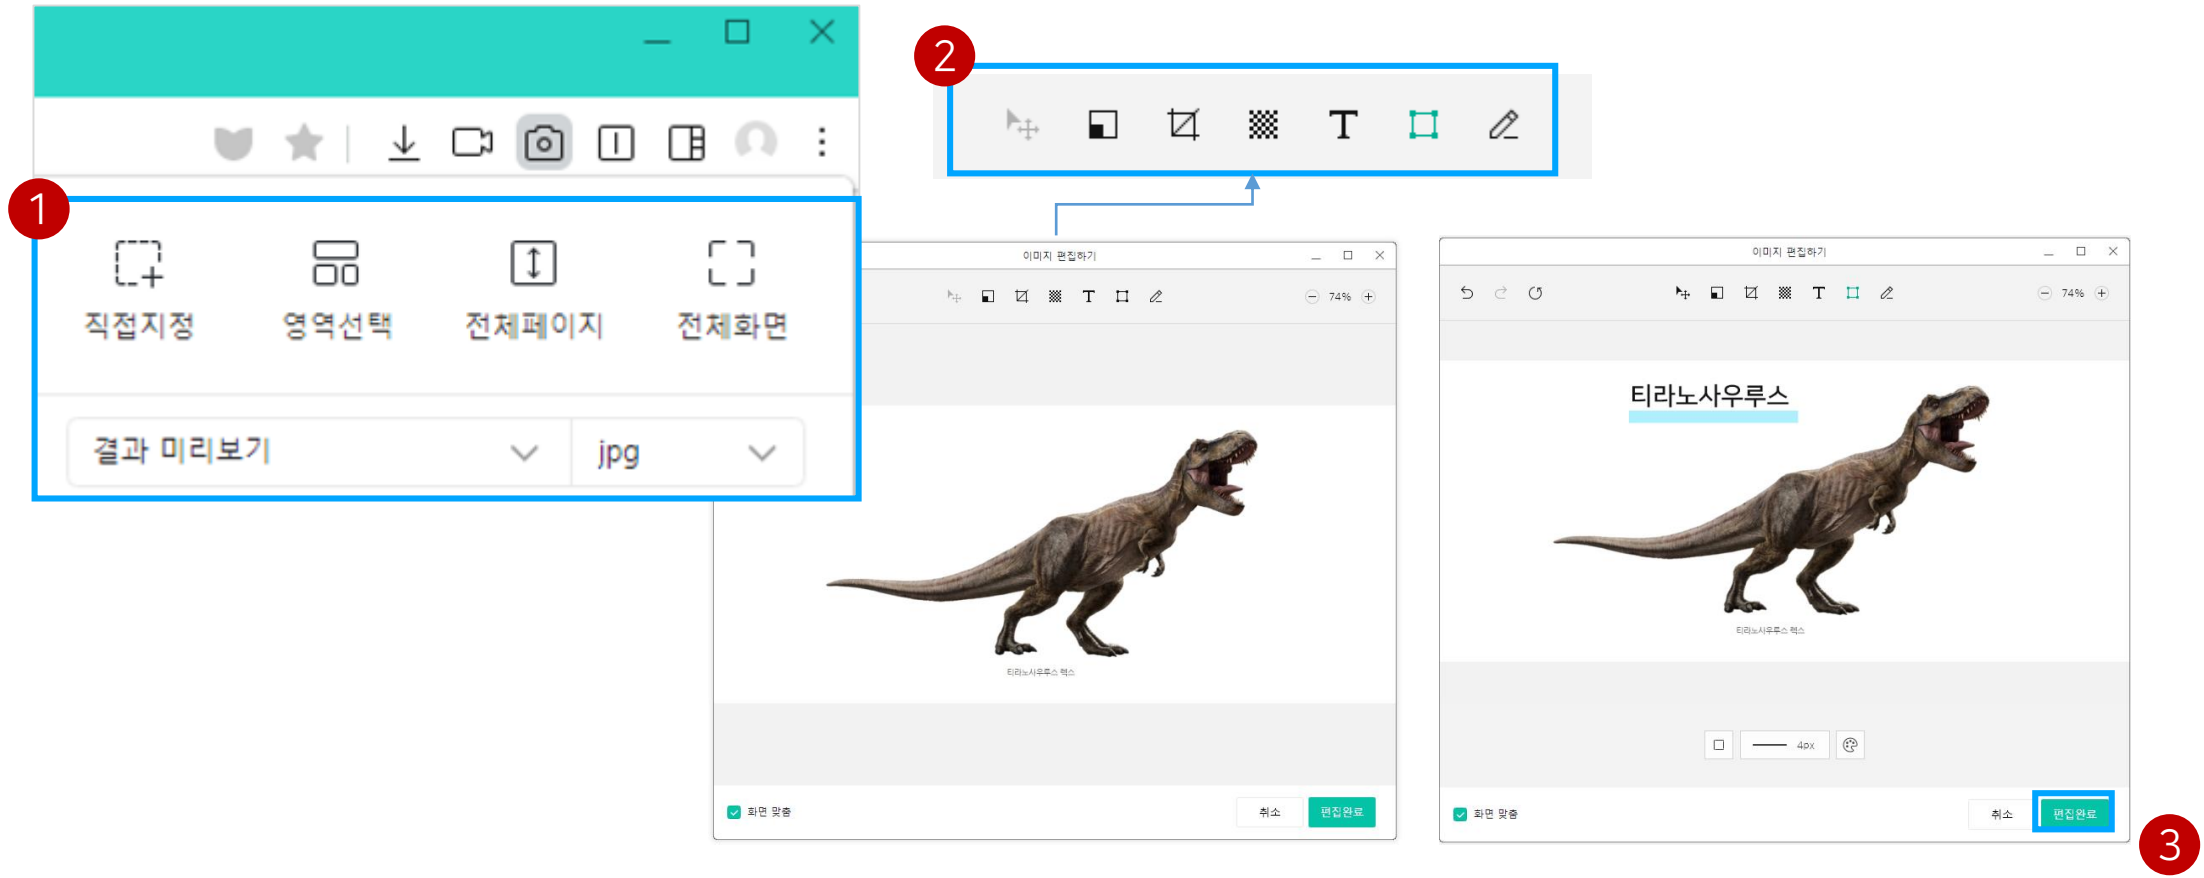 1
직접지정
영역선택
전체페이지
전체화면
결과 미리보기
jpg
2
T
이미지 편집하기
T
74%
티라노사우루스 렉스
화면 맞춤
취소
편집완료
이미지 편집하기
T
74%
티라노사우루스
티라노사우루스 렉스
4px
화면 맞춤
취소
편집완료
3